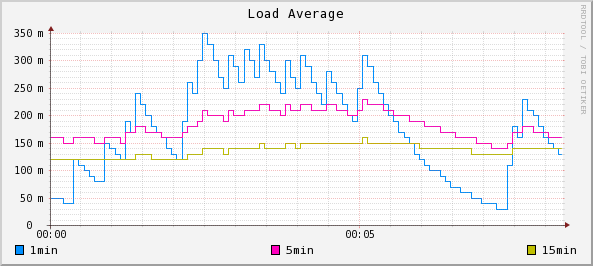 Load Average
RRDTOOL / TOBI OETIKER
350 m
300 m
250 m
200 m
150 m
100 m
50 m
0
00:00 00:05
1min 5min 15min